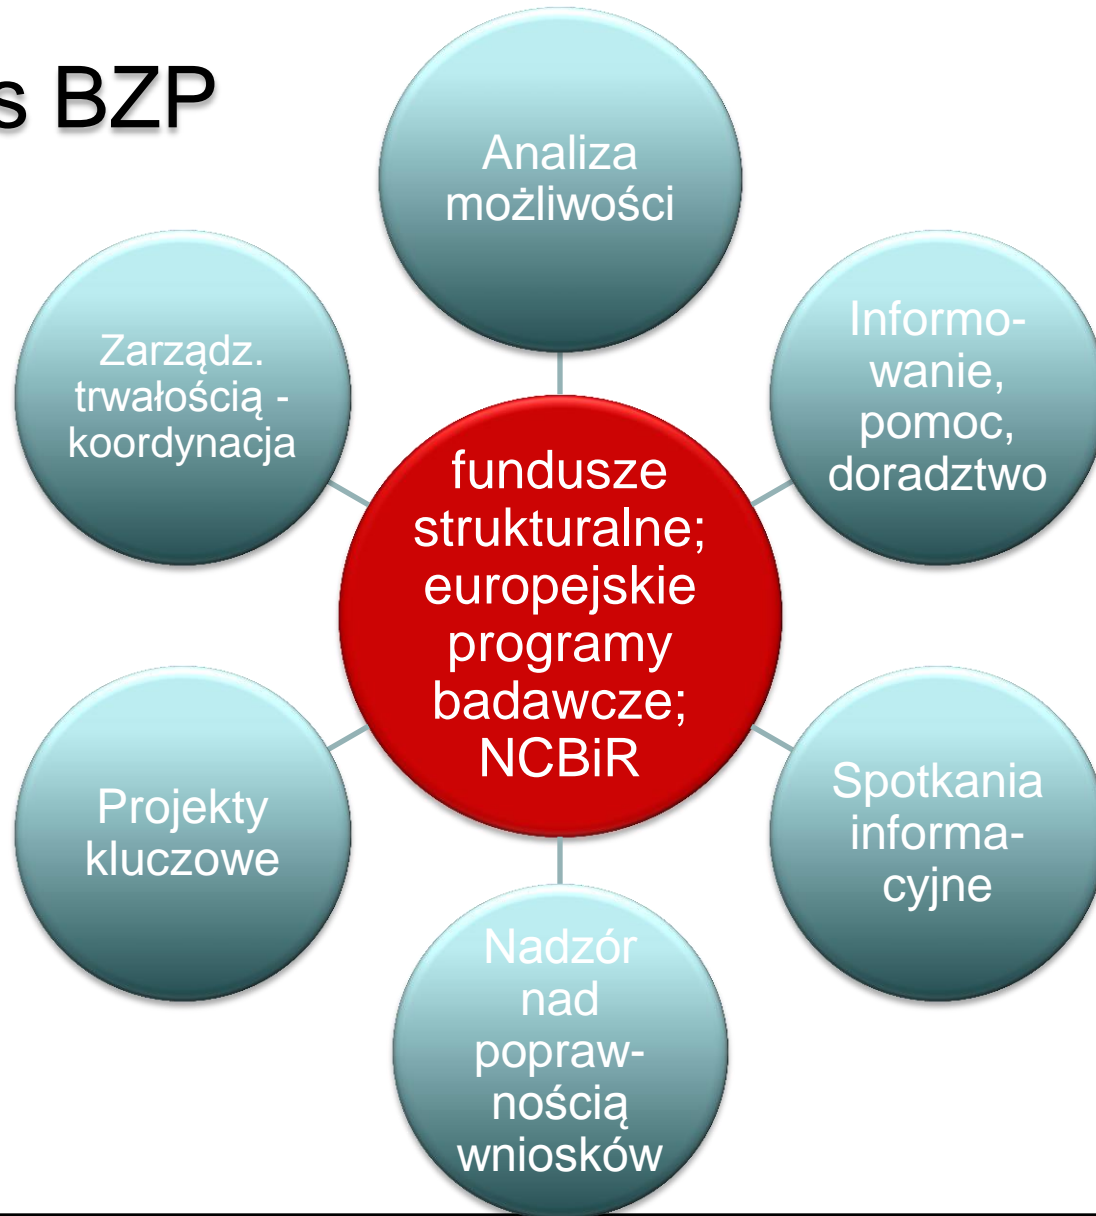 s BZP
Analiza
możliwości
Informo-
wanie,
pomoc,
doradztwo
Spotkania
informa-
cyjne
Nadzór
nad
popraw-
nością
wniosków
Projekty
kluczowe
Zarządz.
trwałością -
koordynacja
fundusze
strukturalne;
europejskie
programy
badawcze;
NCBiR